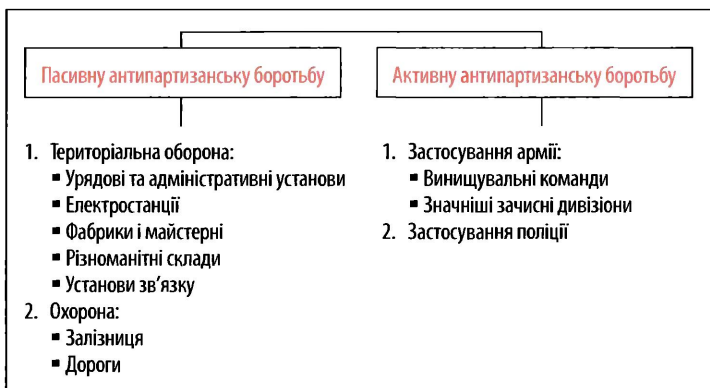 Пасивну антипартизанську боротьбу
1. Територіальна оборона:
▪ Урядові та адміністративні установи
▪ Електростанції
▪ Фабрики і майстерні
▪ Різноманітні склади
▪ Установи зв'язку
2. Охорона:
▪ Залізниця
▪ Дороги
Активну антипартизанську боротьбу
1. Застосування армії:
▪ Винищувальні команди
▪ Значніші зачисні дивізіони
2. Застосування поліції